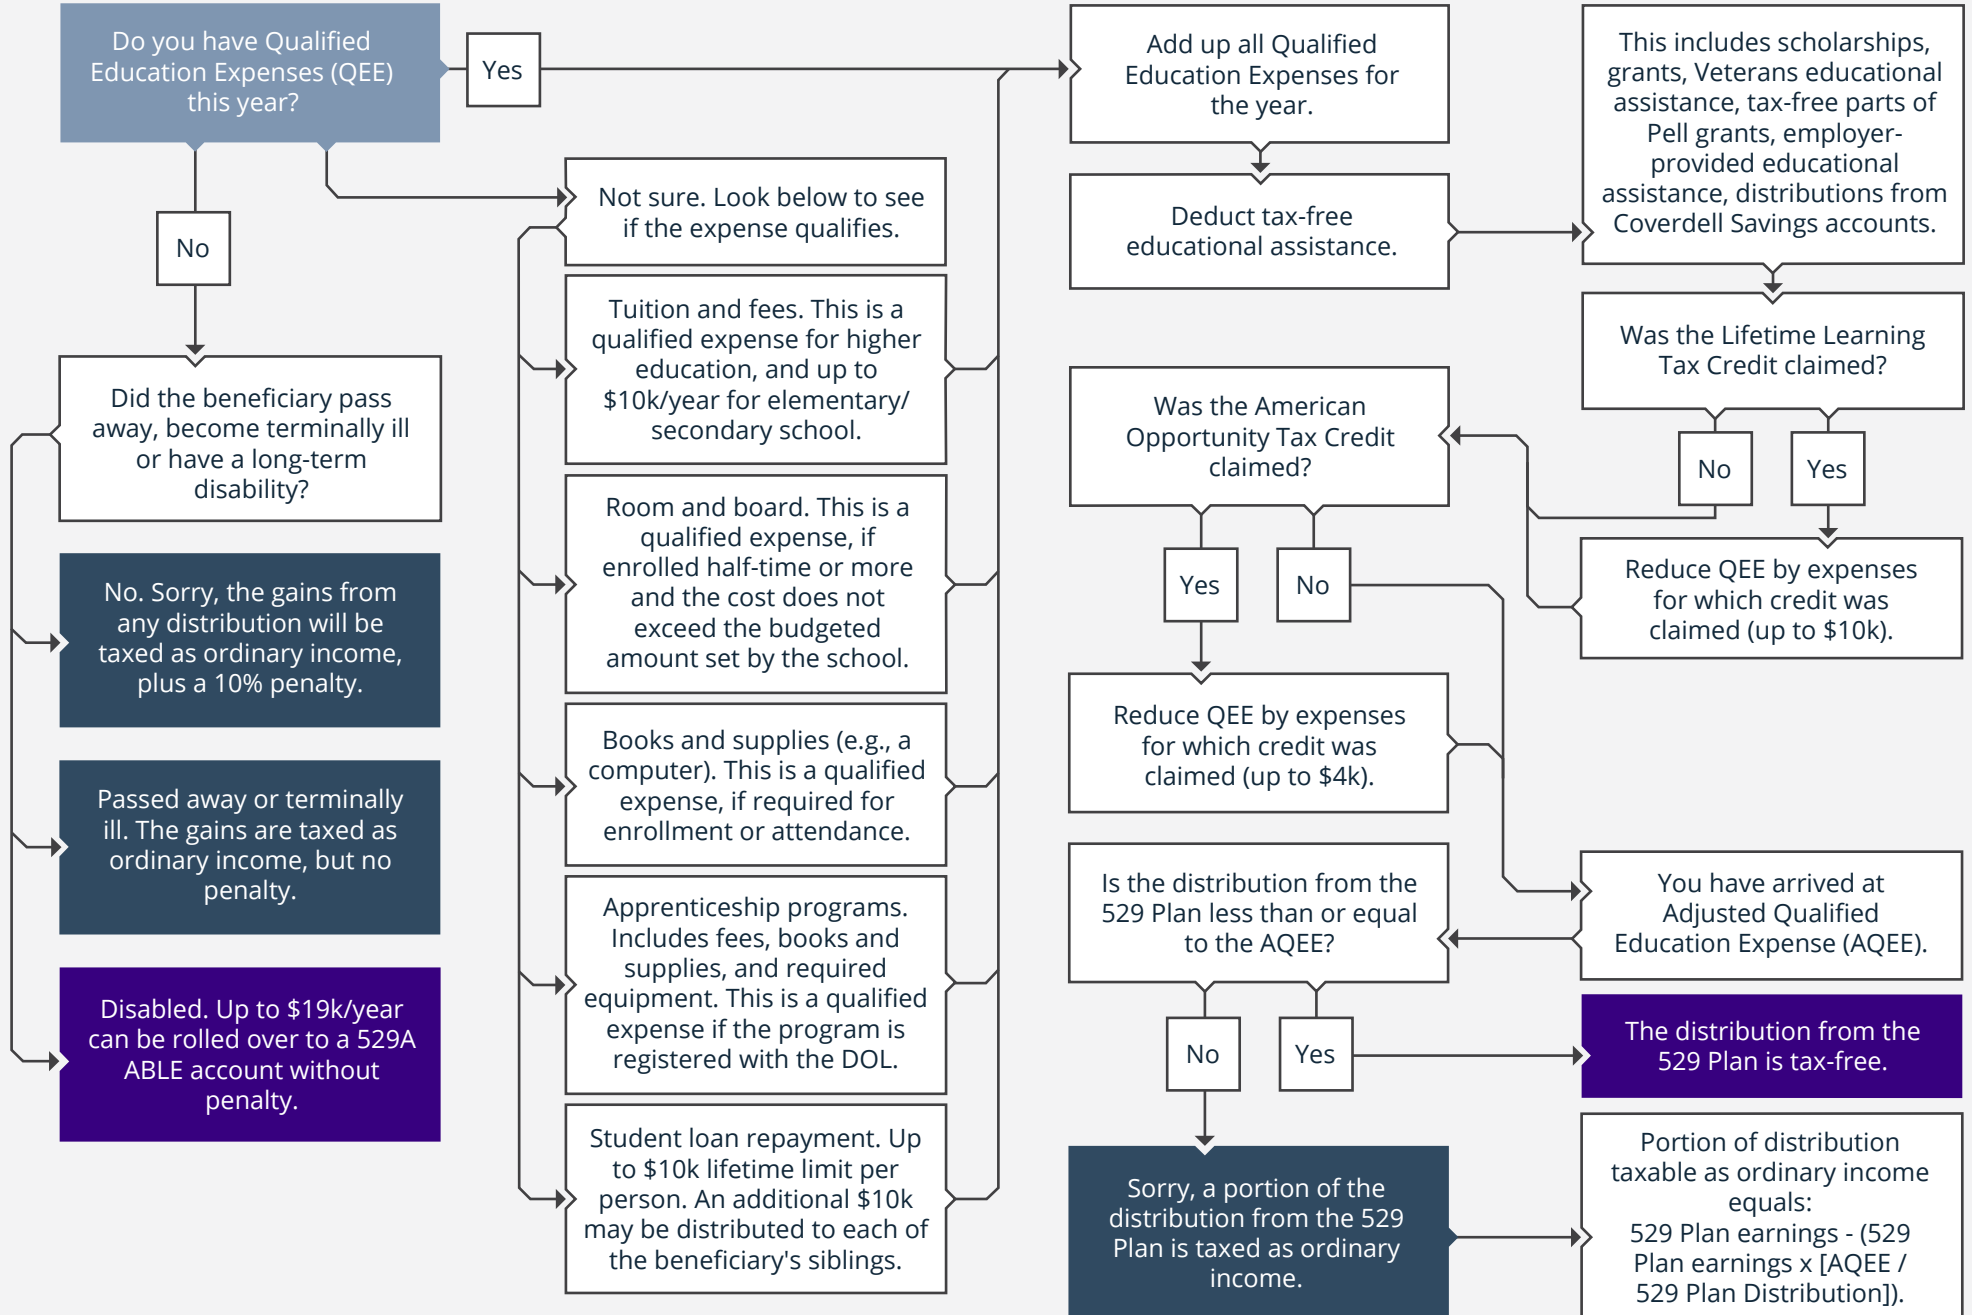 Do you have Qualified
Education Expenses (QEE)
this year?
Yes
No
Did the beneficiary pass
away, become terminally ill
or have a long-term
disability?
No. Sorry, the gains from
any distribution will be
taxed as ordinary income,
plus a 10% penalty.
Passed away or terminally
ill. The gains are taxed as
ordinary income, but no
penalty.
Disabled. Up to $19k/year
can be rolled over to a 529A
ABLE account without
penalty.
Not sure. Look below to see
if the expense qualifies.
Tuition and fees. This is a
qualified expense for higher
education, and up to
$10k/year for elementary/
secondary school.
Room and board. This is a
qualified expense, if
enrolled half-time or more
and the cost does not
exceed the budgeted
amount set by the school.
Books and supplies (e.g., a
computer). This is a qualified
expense, if required for
enrollment or attendance.
Apprenticeship programs.
Includes fees, books and
supplies, and required
equipment. This is a qualified
expense if the program is
registered with the DOL.
Student loan repayment. Up
to $10k lifetime limit per
person. An additional $10k
may be distributed to each of
the beneficiary's siblings.
Add up all Qualified
Education Expenses for
the year.
Deduct tax-free
educational assistance.
This includes scholarships,
grants, Veterans educational
assistance, tax-free parts of
Pell grants, employer-
provided educational
assistance, distributions from
Coverdell Savings accounts.
Was the Lifetime Learning
Tax Credit claimed?
No
Yes
Reduce QEE by expenses
for which credit was
claimed (up to $10k).
Was the American
Opportunity Tax Credit
claimed?
Yes
No
Reduce QEE by expenses
for which credit was
claimed (up to $4k).
You have arrived at
Adjusted Qualified
Education Expense (AQEE).
Is the distribution from the
529 Plan less than or equal
to the AQEE?
No
Yes
The distribution from the
529 Plan is tax-free.
Sorry, a portion of the
distribution from the 529
Plan is taxed as ordinary
income.
Portion of distribution
taxable as ordinary income
equals:
529 Plan earnings - (529
Plan earnings x [AQEE /
529 Plan Distribution]).